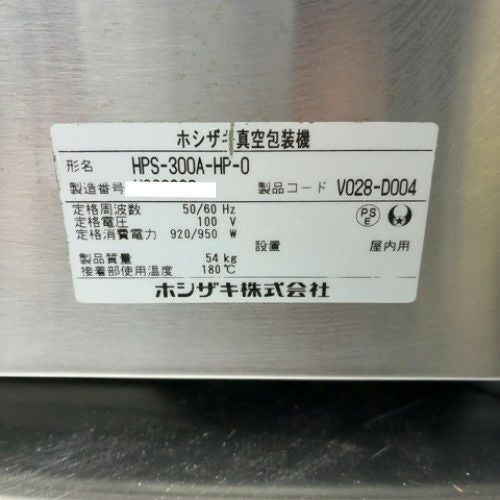 ホシザキ真空包装機
形名 HPS-300A-HP-0
製造番号
製品コード V028-D004
定格周波数 50/60 Hz
定格電圧 100 V
定格消費電力 920/950 W
PSE
設置 屋内用
製品質量 54 kg
接着部使用温度 180℃
ホシザキ株式会社